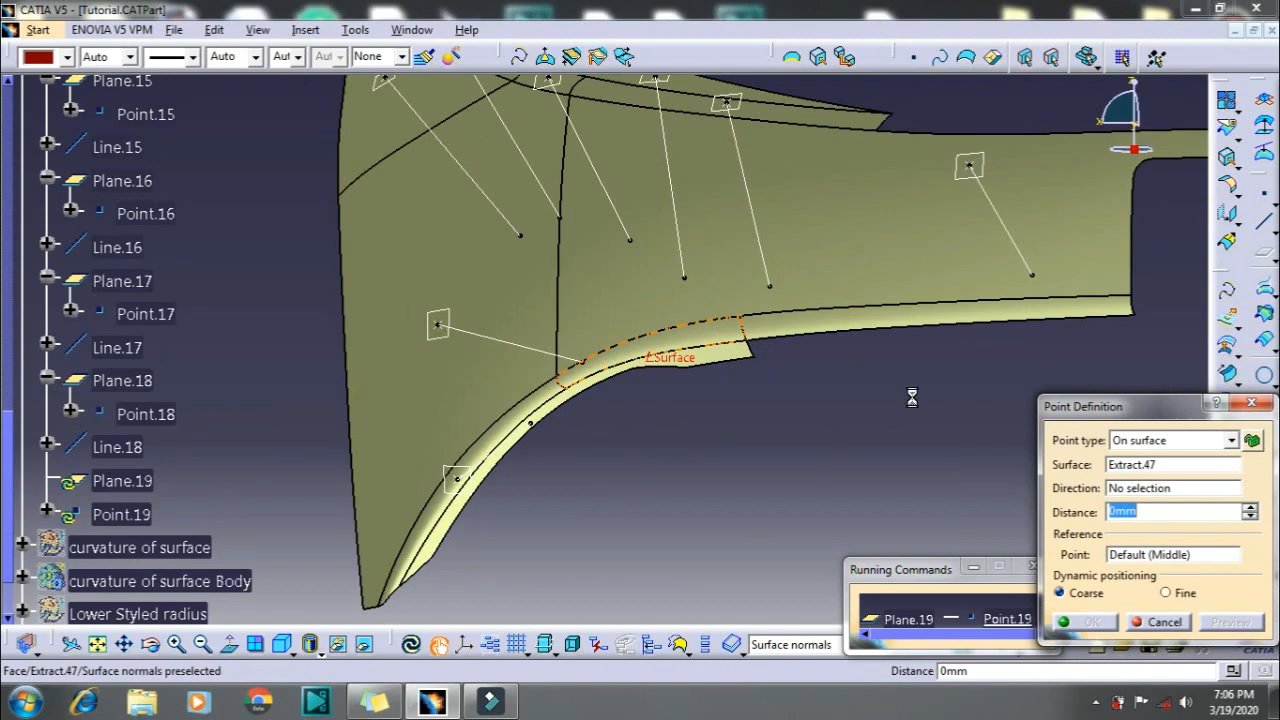 CATIA V5 - [Tutorial.CATPart]
Start ENOVIA V5 VPM File Edit View Insert Tools Window Help
Auto Auto Aut Aut None
Plane.15
Point.15
Line.15
Plane.16
Point.16
Line.16
Plane.17
Point.17
Line.17
Plane.18
Point.18
Line.18
Plane.19
Point.19
curvature of surface
curvature of surface Body
Lower Styled radius
Surface
x
Point Definition
Point type: On surface
Surface: Extract.47
Direction: No selection
Distance: 0mm
Reference
Point: Default (Middle)
Dynamic positioning
Coarse Fine
OK Cancel Preview
Running Commands
Plane.19 Point.19
Surface normals
CATIA
Face/Extract.47/Surface normals preselected
Distance 0mm
7:06 PM
3/19/2020